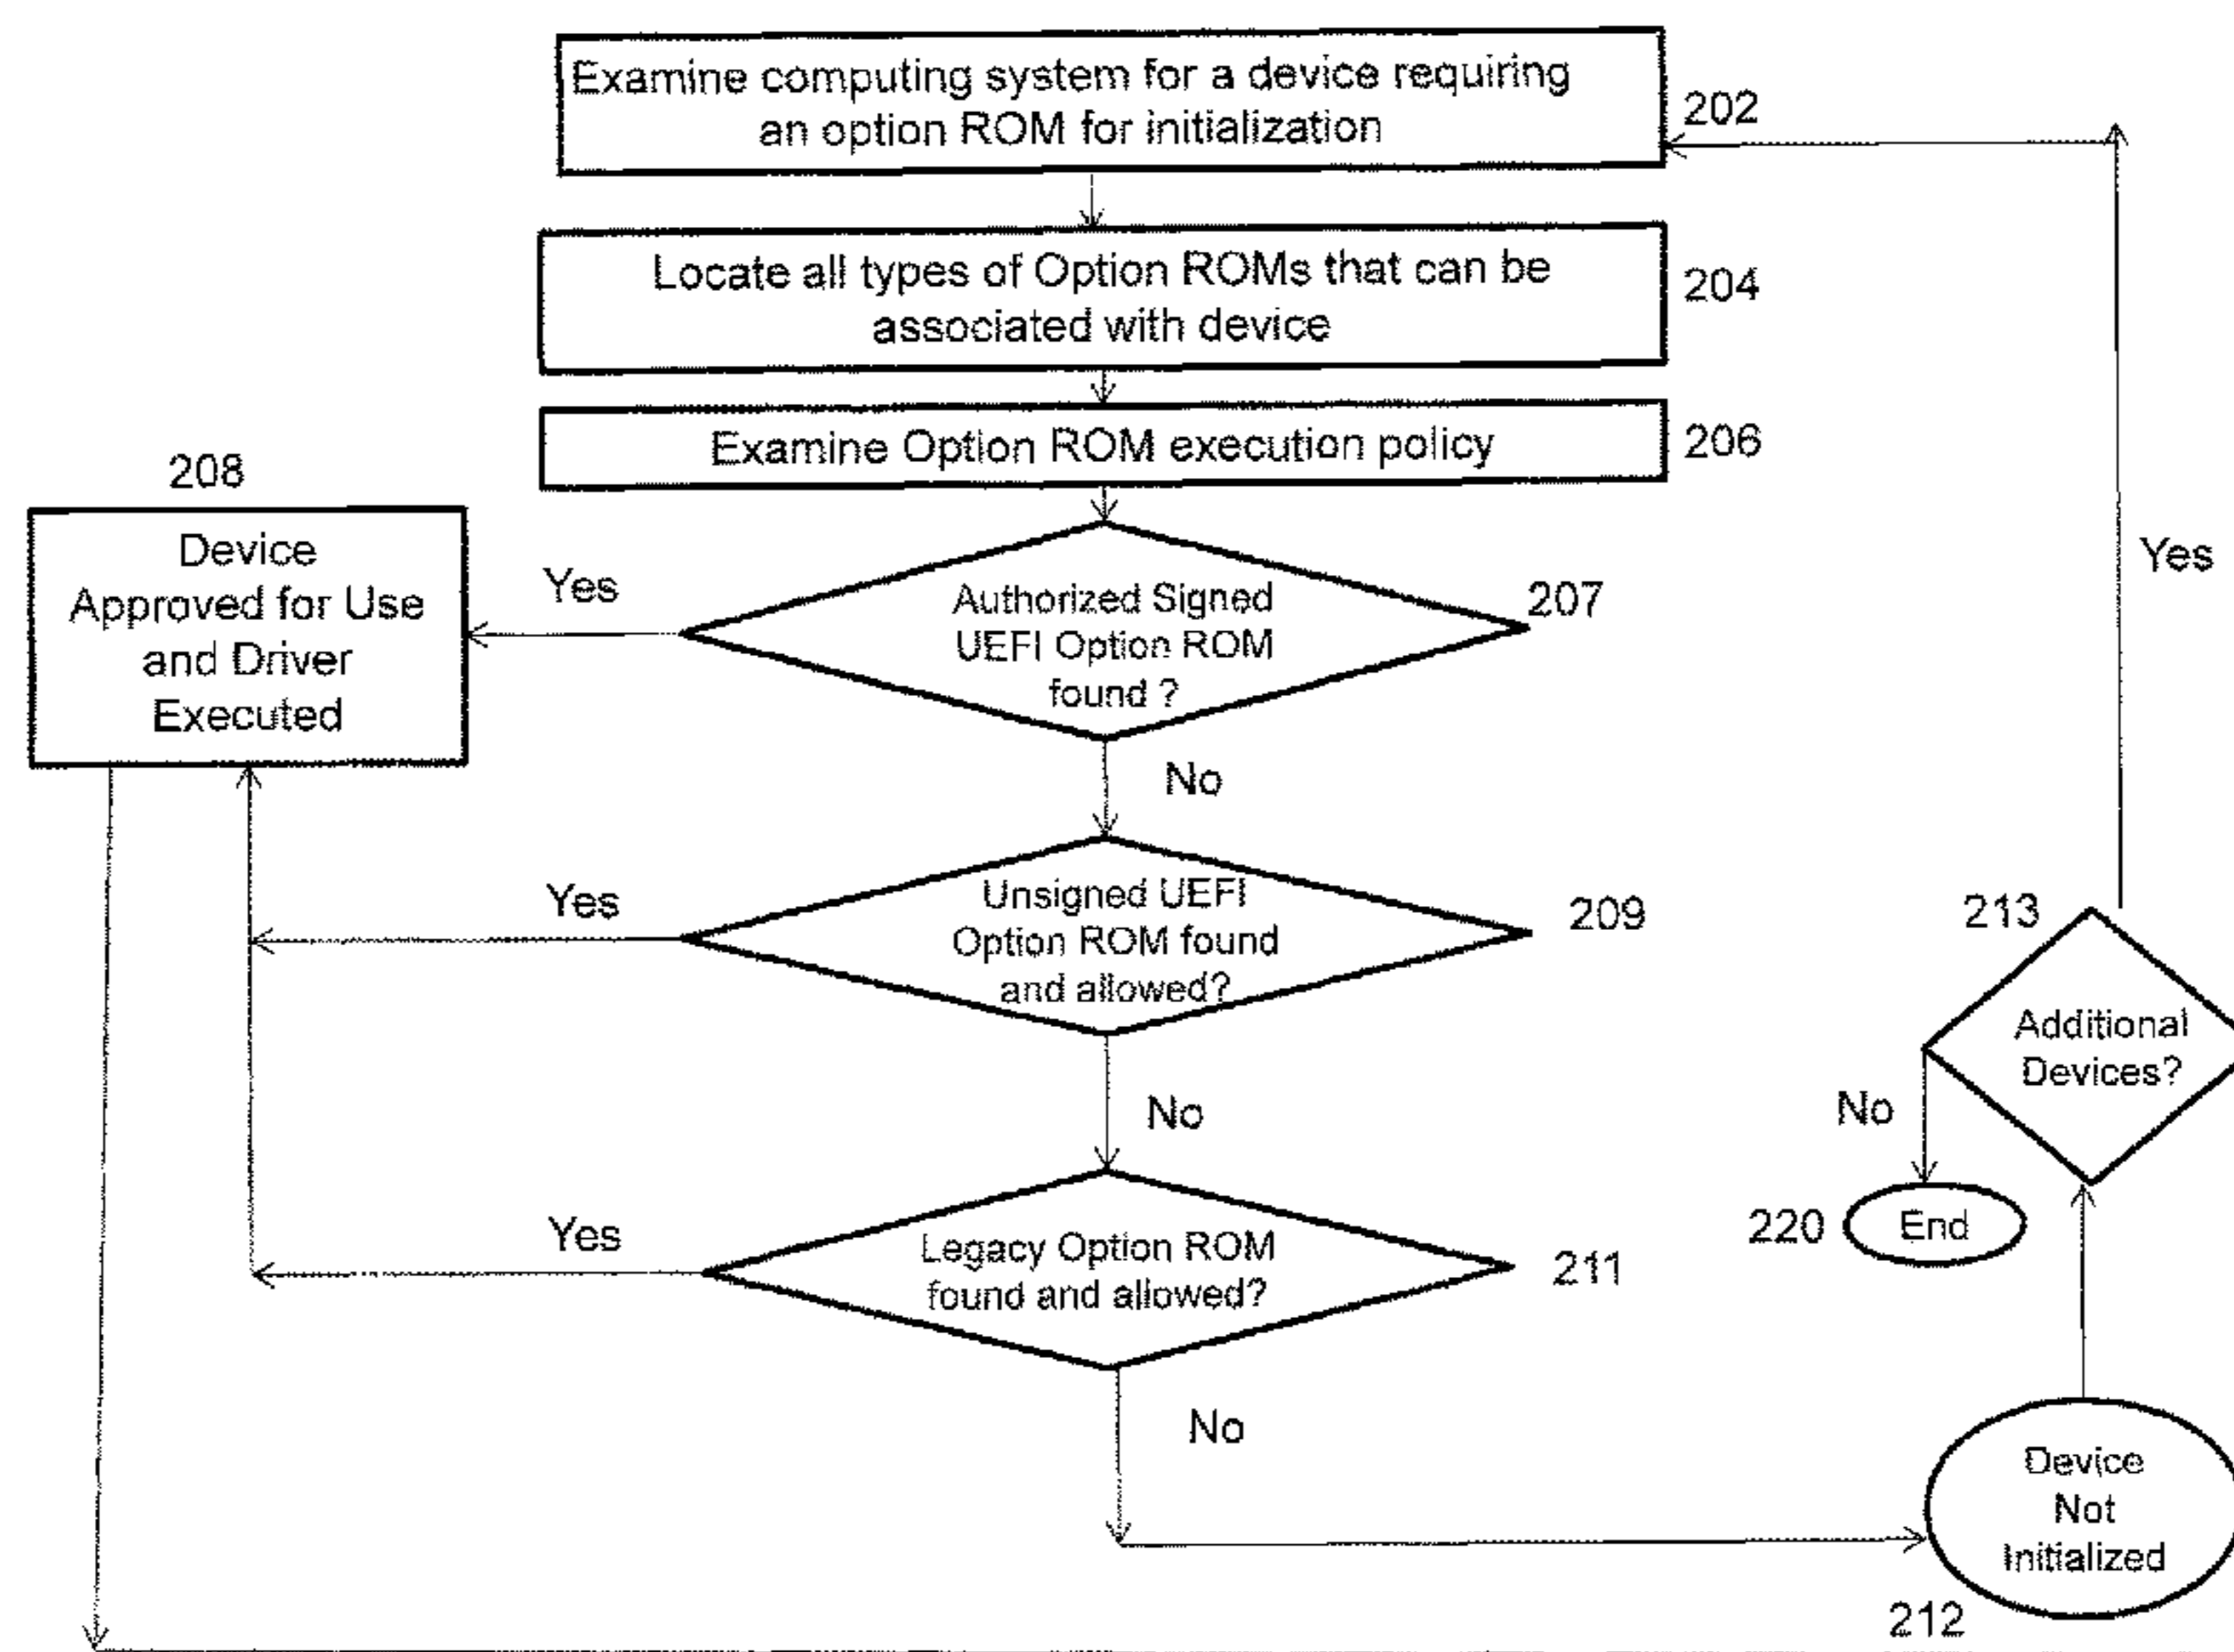 Examine computing system for a device requiring
an option ROM for initialization
202
Locate all types of Option ROMs that can be
associated with device
204
Examine Option ROM execution policy
206
208
Device
Approved for Use
and Driver
Executed
Yes
Authorized Signed
UEFI Option ROM
found ?
207
Yes
No
Yes
Unsigned UEFI
Option ROM found
and allowed?
209
213
Additional
Devices?
No
No
220
End
Yes
Legacy Option ROM
found and allowed?
211
No
Device
Not
Initialized
212